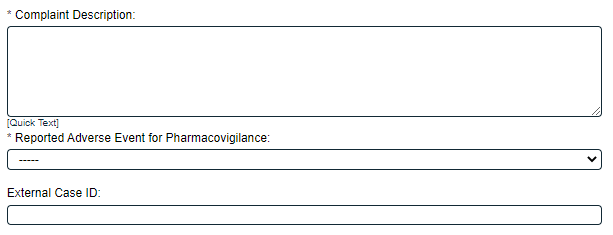 * Complaint Description:
[Quick Text]
* Reported Adverse Event for Pharmacovigilance:
-----
External Case ID: